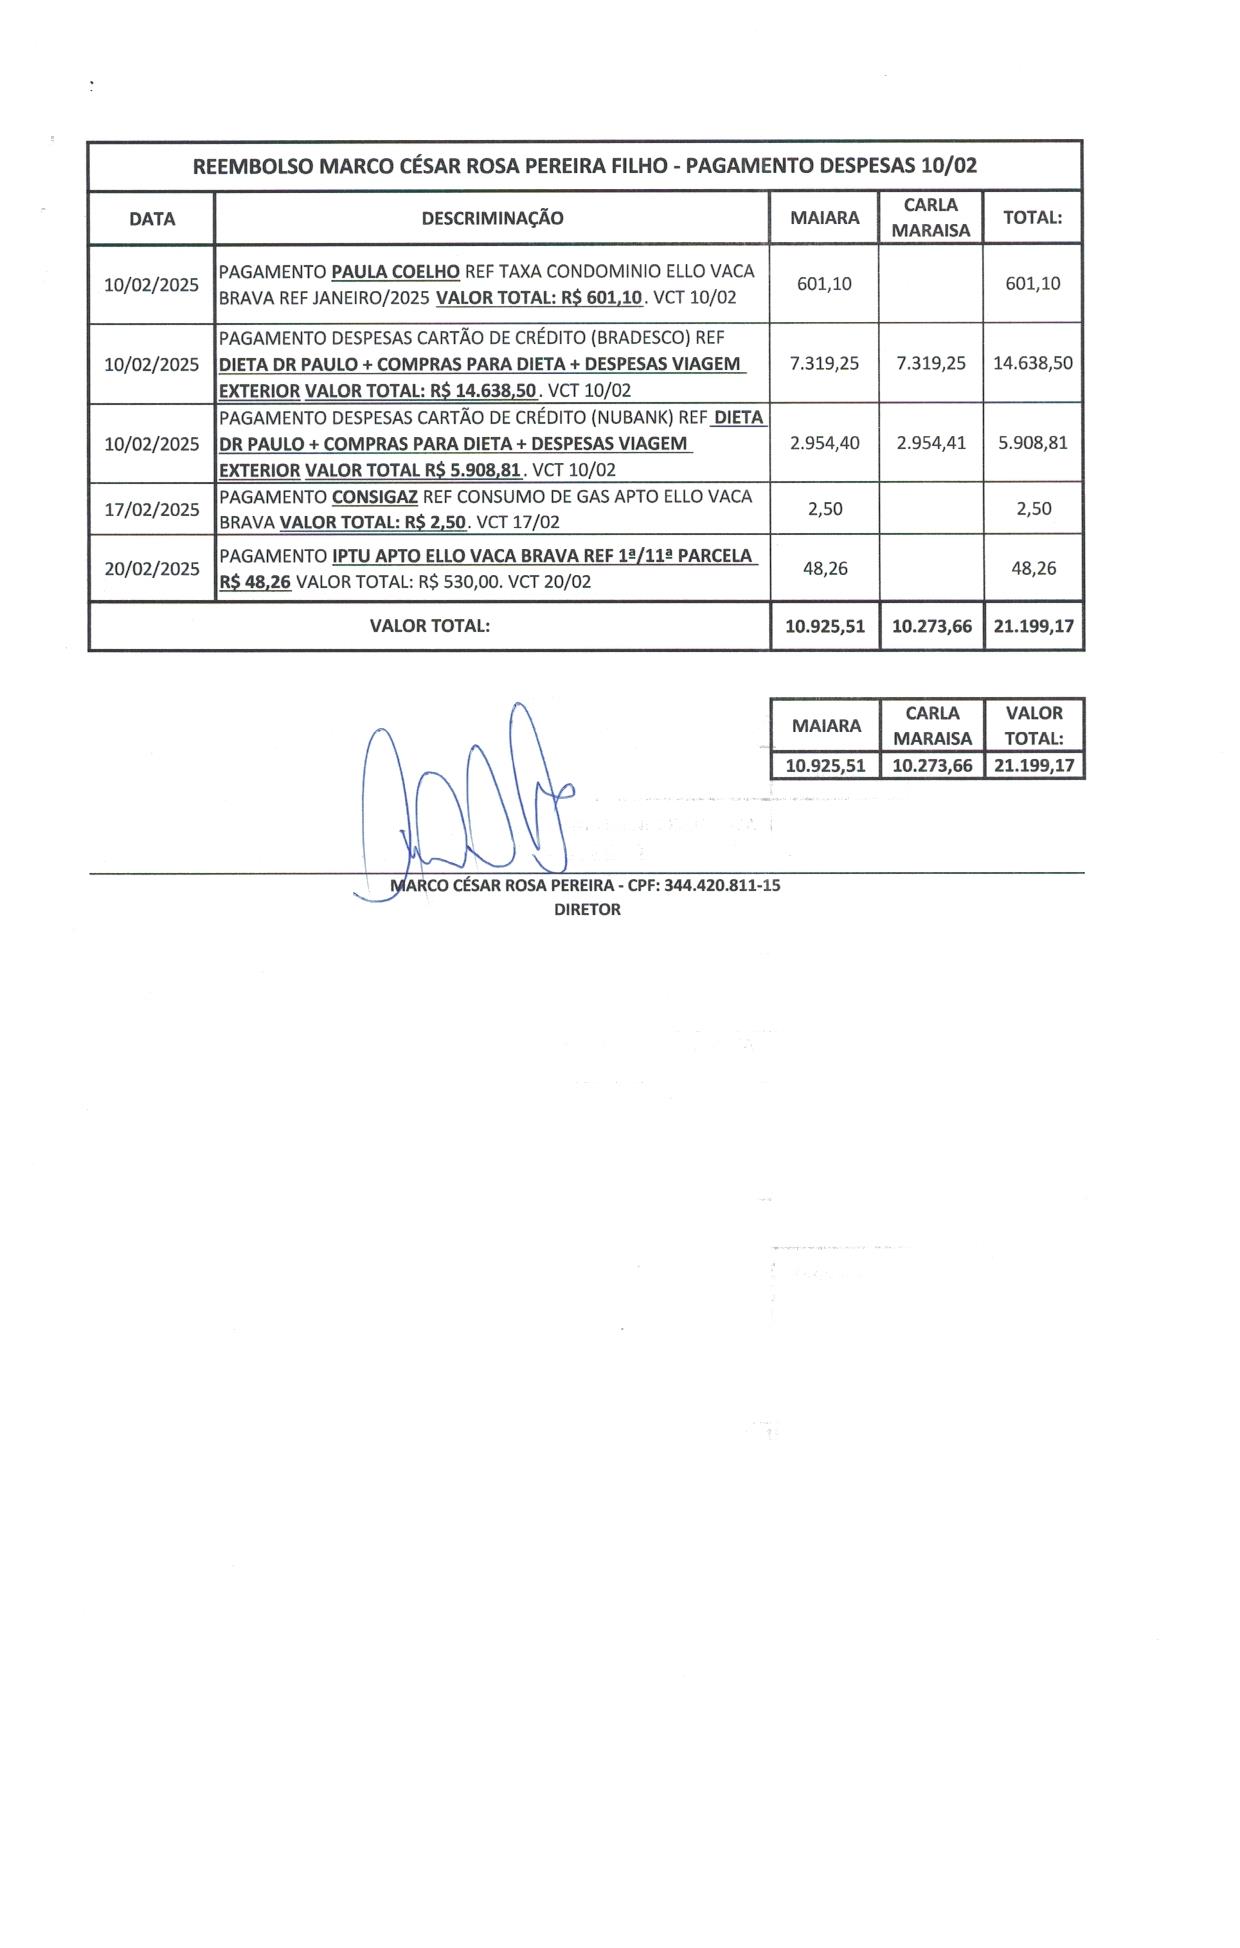 REEMBOLSO MARCO CÉSAR ROSA PEREIRA FILHO - PAGAMENTO DESPESAS 10/02
DATA DESCRIMINAÇÃO MAIARA CARLA MARAISA TOTAL:
10/02/2025 PAGAMENTO PAULA COELHO REF TAXA CONDOMINIO ELLO VACA
BRAVA REF JANEIRO/2025 VALOR TOTAL: R$ 601,10. VCT 10/02 601,10 601,10
10/02/2025 PAGAMENTO DESPESAS CARTÃO DE CRÉDITO (BRADESCO) REF
DIETA DR PAULO + COMPRAS PARA DIETA + DESPESAS VIAGEM
EXTERIOR VALOR TOTAL: R$ 14.638,50. VCT 10/02 7.319,25 7.319,25 14.638,50
10/02/2025 PAGAMENTO DESPESAS CARTÃO DE CRÉDITO (NUBANK) REF DIETA
DR PAULO + COMPRAS PARA DIETA + DESPESAS VIAGEM
EXTERIOR VALOR TOTAL R$ 5.908,81. VCT 10/02 2.954,40 2.954,41 5.908,81
17/02/2025 PAGAMENTO CONSIGAZ REF CONSUMO DE GAS APTO ELLO VACA
BRAVA VALOR TOTAL: R$ 2,50. VCT 17/02 2,50 2,50
20/02/2025 PAGAMENTO IPTU APTO ELLO VACA BRAVA REF 1ª/11ª PARCELA
R$ 48,26 VALOR TOTAL: R$ 530,00. VCT 20/02 48,26 48,26
VALOR TOTAL: 10.925,51 10.273,66 21.199,17
MAIARA CARLA MARAISA VALOR TOTAL:
10.925,51 10.273,66 21.199,17
MARCO CÉSAR ROSA PEREIRA - CPF: 344.420.811-15
DIRETOR